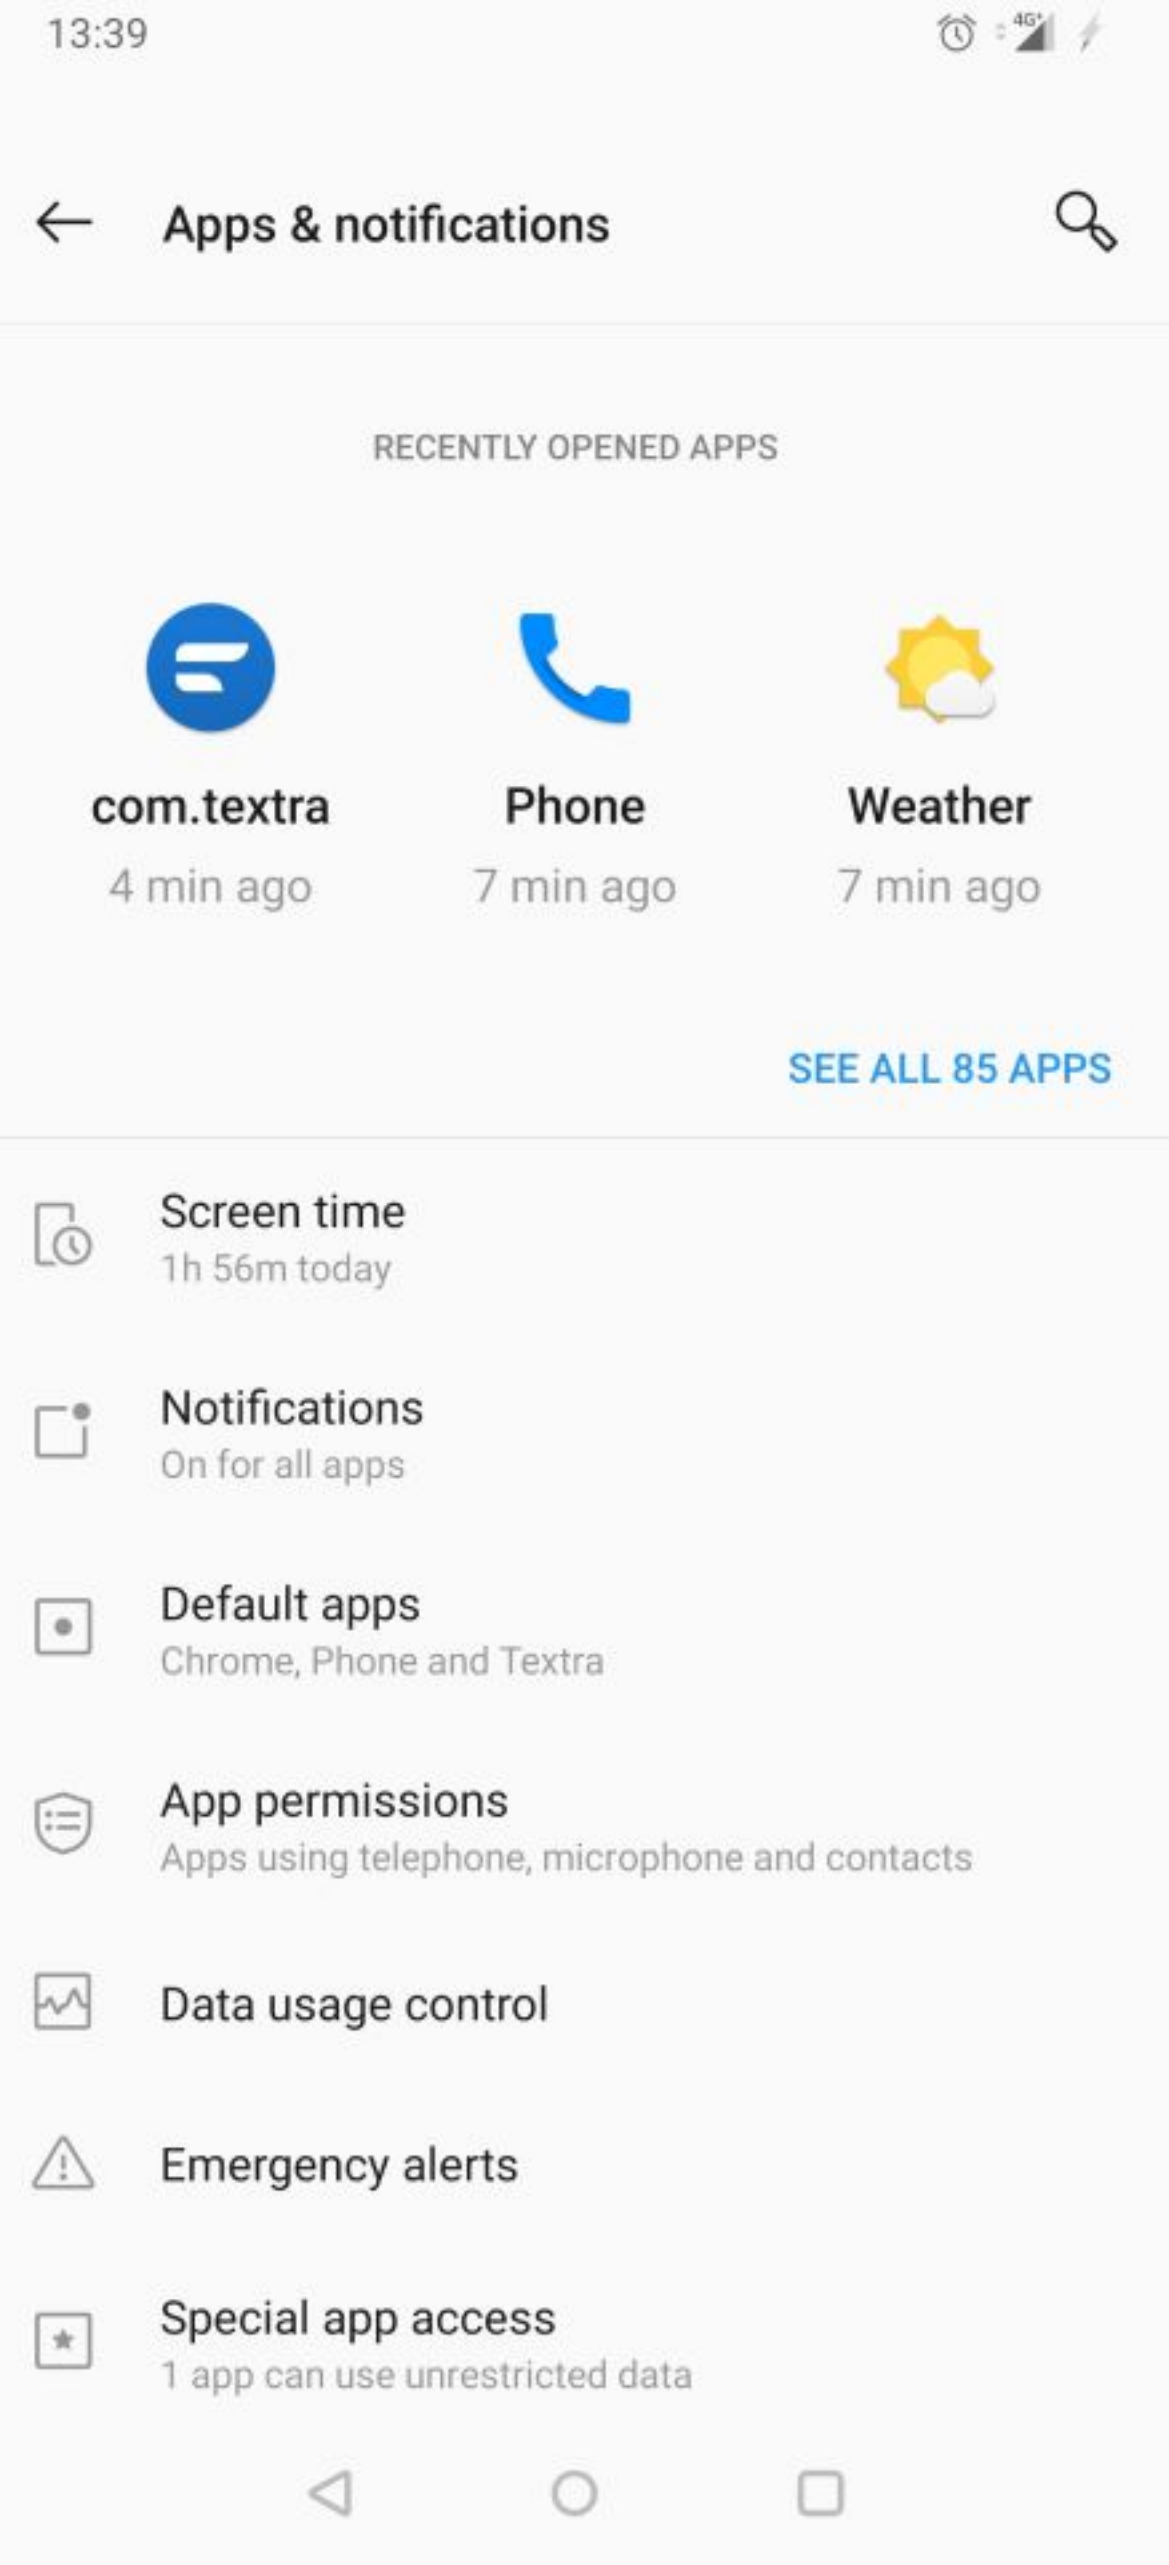 13:39
4G+
Apps & notifications
RECENTLY OPENED APPS
com.textra Phone Weather
4 min ago 7 min ago 7 min ago
SEE ALL 85 APPS
Screen time
1h 56m today
Notifications
On for all apps
Default apps
Chrome, Phone and Textra
App permissions
Apps using telephone, microphone and contacts
Data usage control
Emergency alerts
Special app access
1 app can use unrestricted data